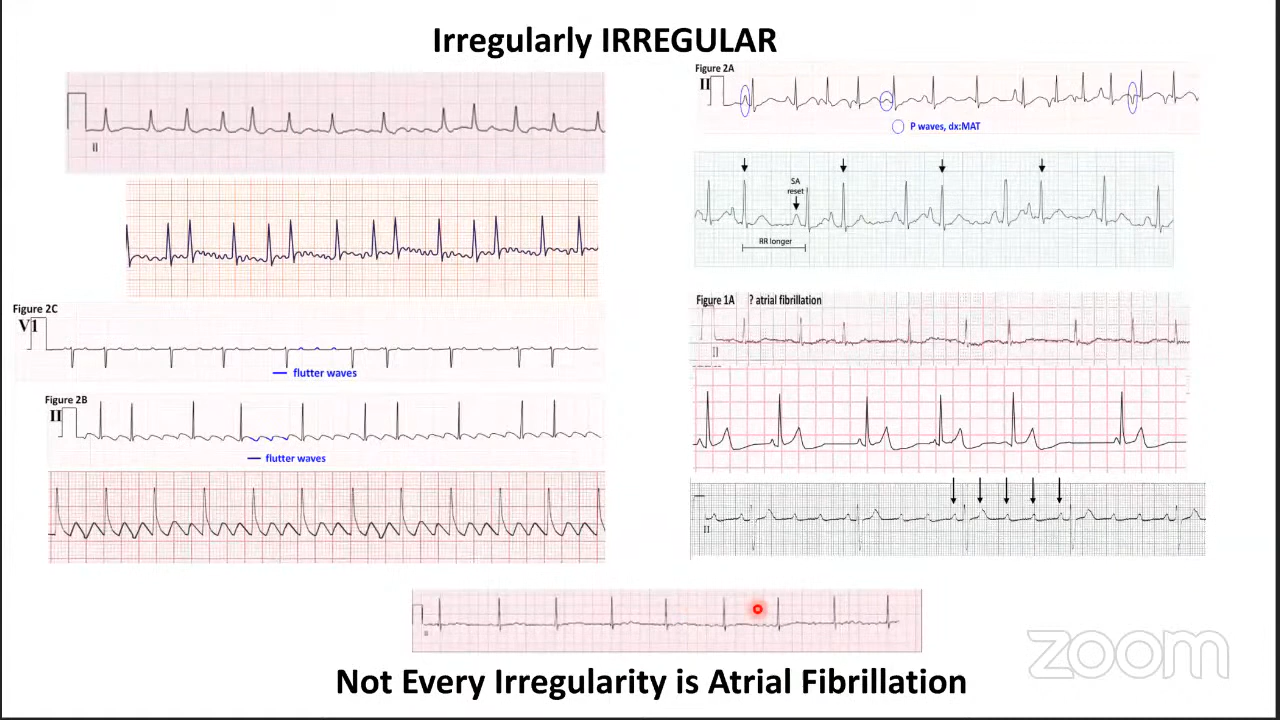 Irregularly IRREGULAR
II
Figure 2C
V1
flutter waves
Figure 2B
II
flutter waves
Figure 2A
II
P waves, dx:MAT
SA
reset
RR longer
Figure 1A ? atrial fibrillation
II
II
II
Not Every Irregularity is Atrial Fibrillation
zoom